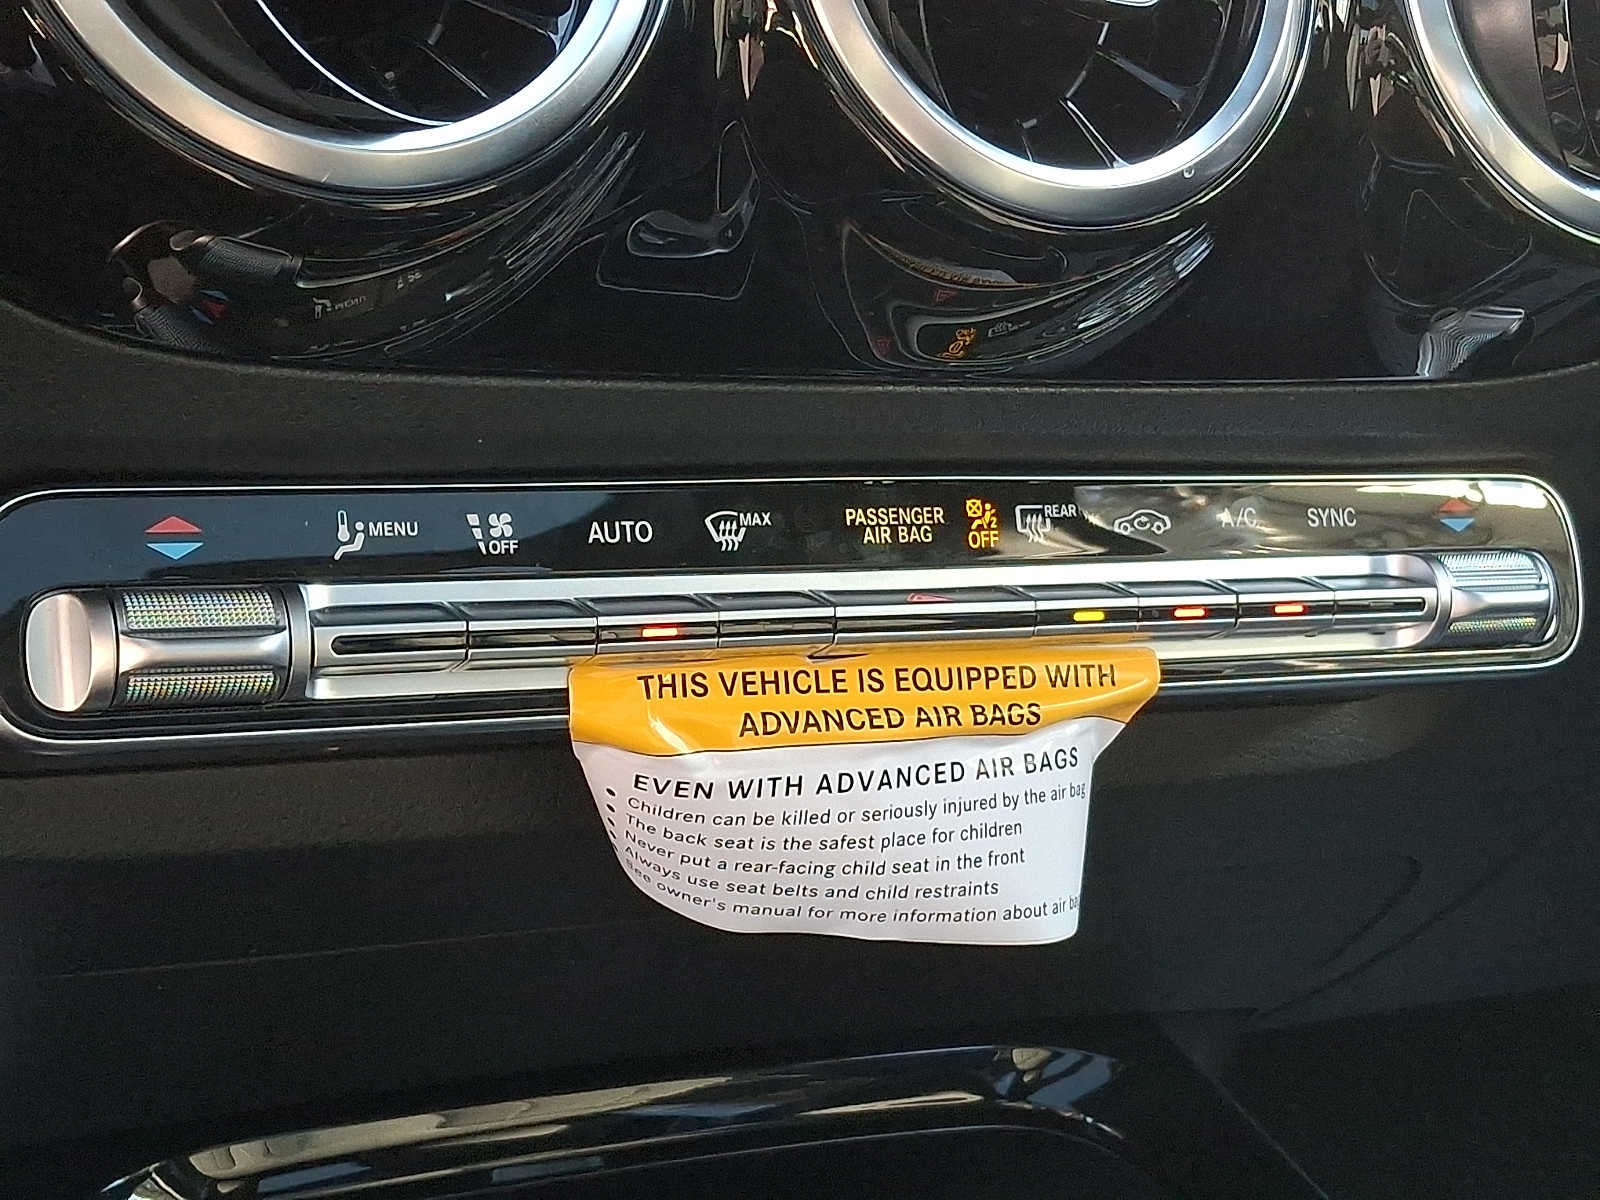 MENU
OFF
AUTO
MAX
PASSENGER
AIR BAG
2
OFF
REAR
A/C
SYNC
THIS VEHICLE IS EQUIPPED WITH
ADVANCED AIR BAGS
EVEN WITH ADVANCED AIR BAGS
• Children can be killed or seriously injured by the air bag
• The back seat is the safest place for children
• Never put a rear-facing child seat in the front
• Always use seat belts and child restraints
See owner's manual for more information about air